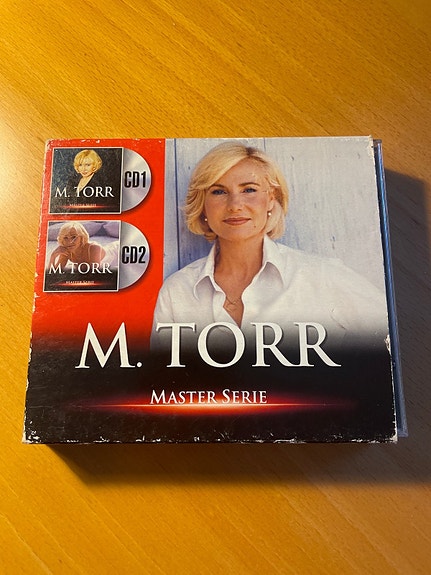 M. TORR
MASTER SERIE
CD1
M. TORR
MASTER SERIE
CD2
M. TORR
MASTER SERIE